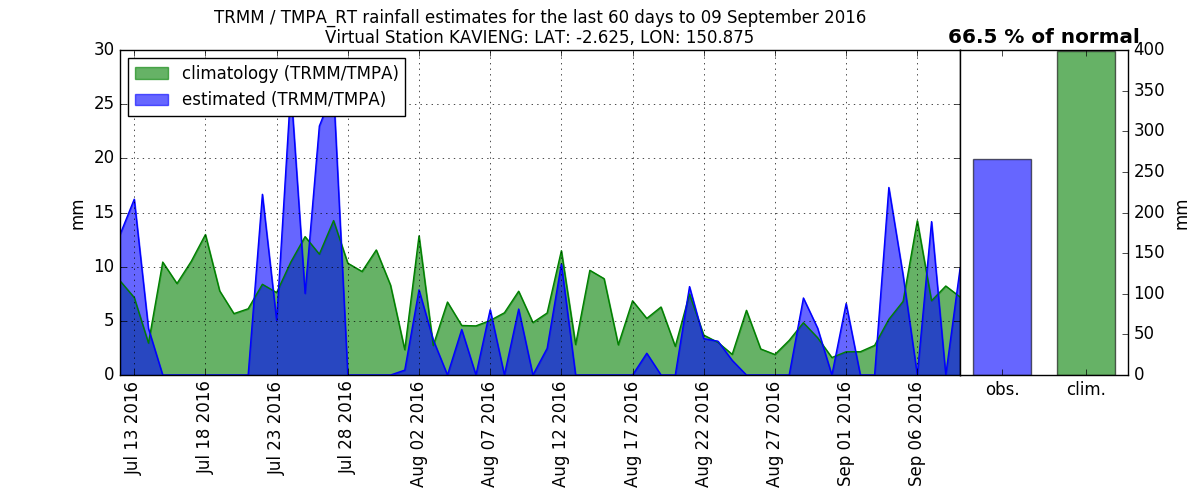 TRMM / TMPA_RT rainfall estimates for the last 60 days to 09 September 2016
Virtual Station KAVIENG: LAT: -2.625, LON: 150.875
66.5 % of normal
climatology (TRMM/TMPA)
estimated (TRMM/TMPA)
30
25
20
15
10
5
0
mm
Jul 13 2016
Jul 18 2016
Jul 23 2016
Jul 28 2016
Aug 02 2016
Aug 07 2016
Aug 12 2016
Aug 17 2016
Aug 22 2016
Aug 27 2016
Sep 01 2016
Sep 06 2016
obs.
clim.
400
350
300
250
200
150
100
50
0
mm